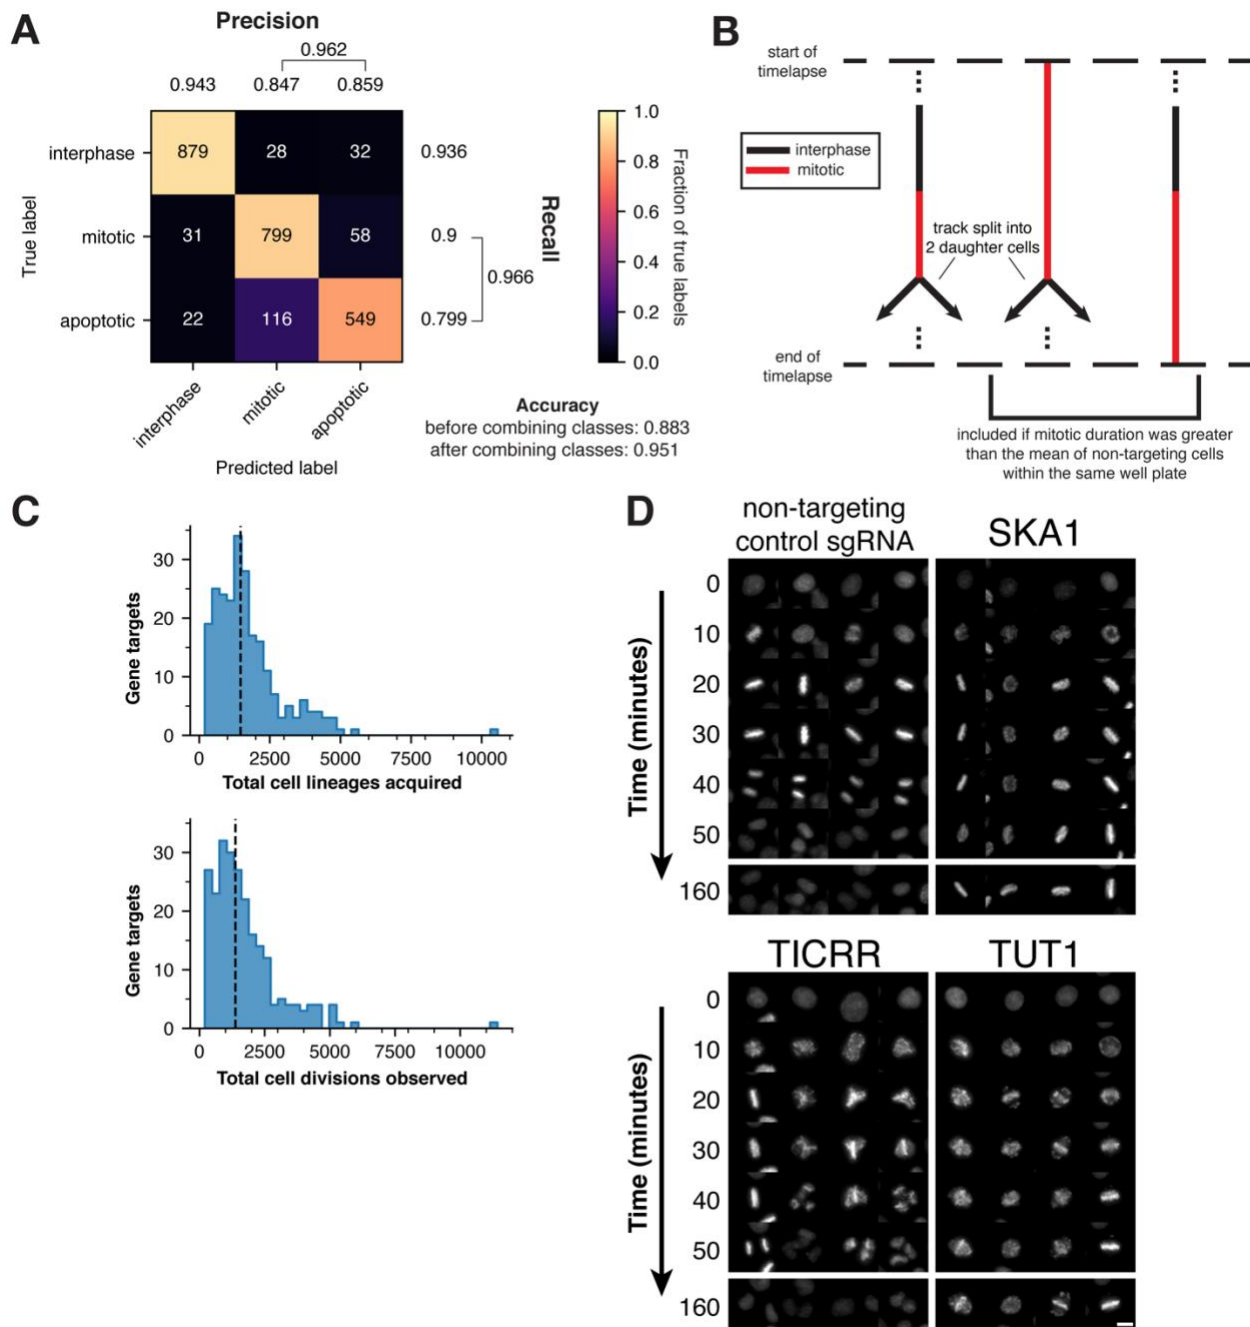 A
Precision
0.962
0.943 0.847 0.859
interphase 879 28 32 0.936
mitotic 31 799 58 0.9
0.966
apoptotic 22 116 549 0.799
True label
Recall
interphase
mitotic
apoptotic
Predicted label
1.0
0.8
0.6
0.4
0.2
0.0
Fraction of true labels
Accuracy
before combining classes: 0.883
after combining classes: 0.951
B
start of
timelapse
interphase
mitotic
track split into
2 daughter cells
end of
timelapse
included if mitotic duration was greater
than the mean of non-targeting cells
within the same well plate
C
Gene targets
30
20
10
0
0 2500 5000 7500 10000
Total cell lineages acquired
Gene targets
30
20
10
0
0 2500 5000 7500 10000
Total cell divisions observed
D
non-targeting
control sgRNA
SKA1
Time (minutes)
0
10
20
30
40
50
160
TICRR
TUT1
Time (minutes)
0
10
20
30
40
50
160